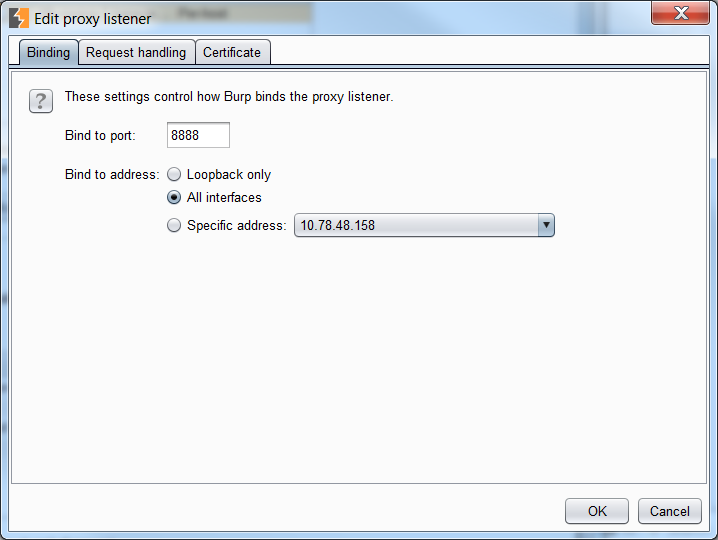 Edit proxy listener
Binding
Request handling
Certificate
?
These settings control how Burp binds the proxy listener.
Bind to port:
8888
Bind to address:
Loopback only
All interfaces
Specific address:
10.78.48.158
OK
Cancel